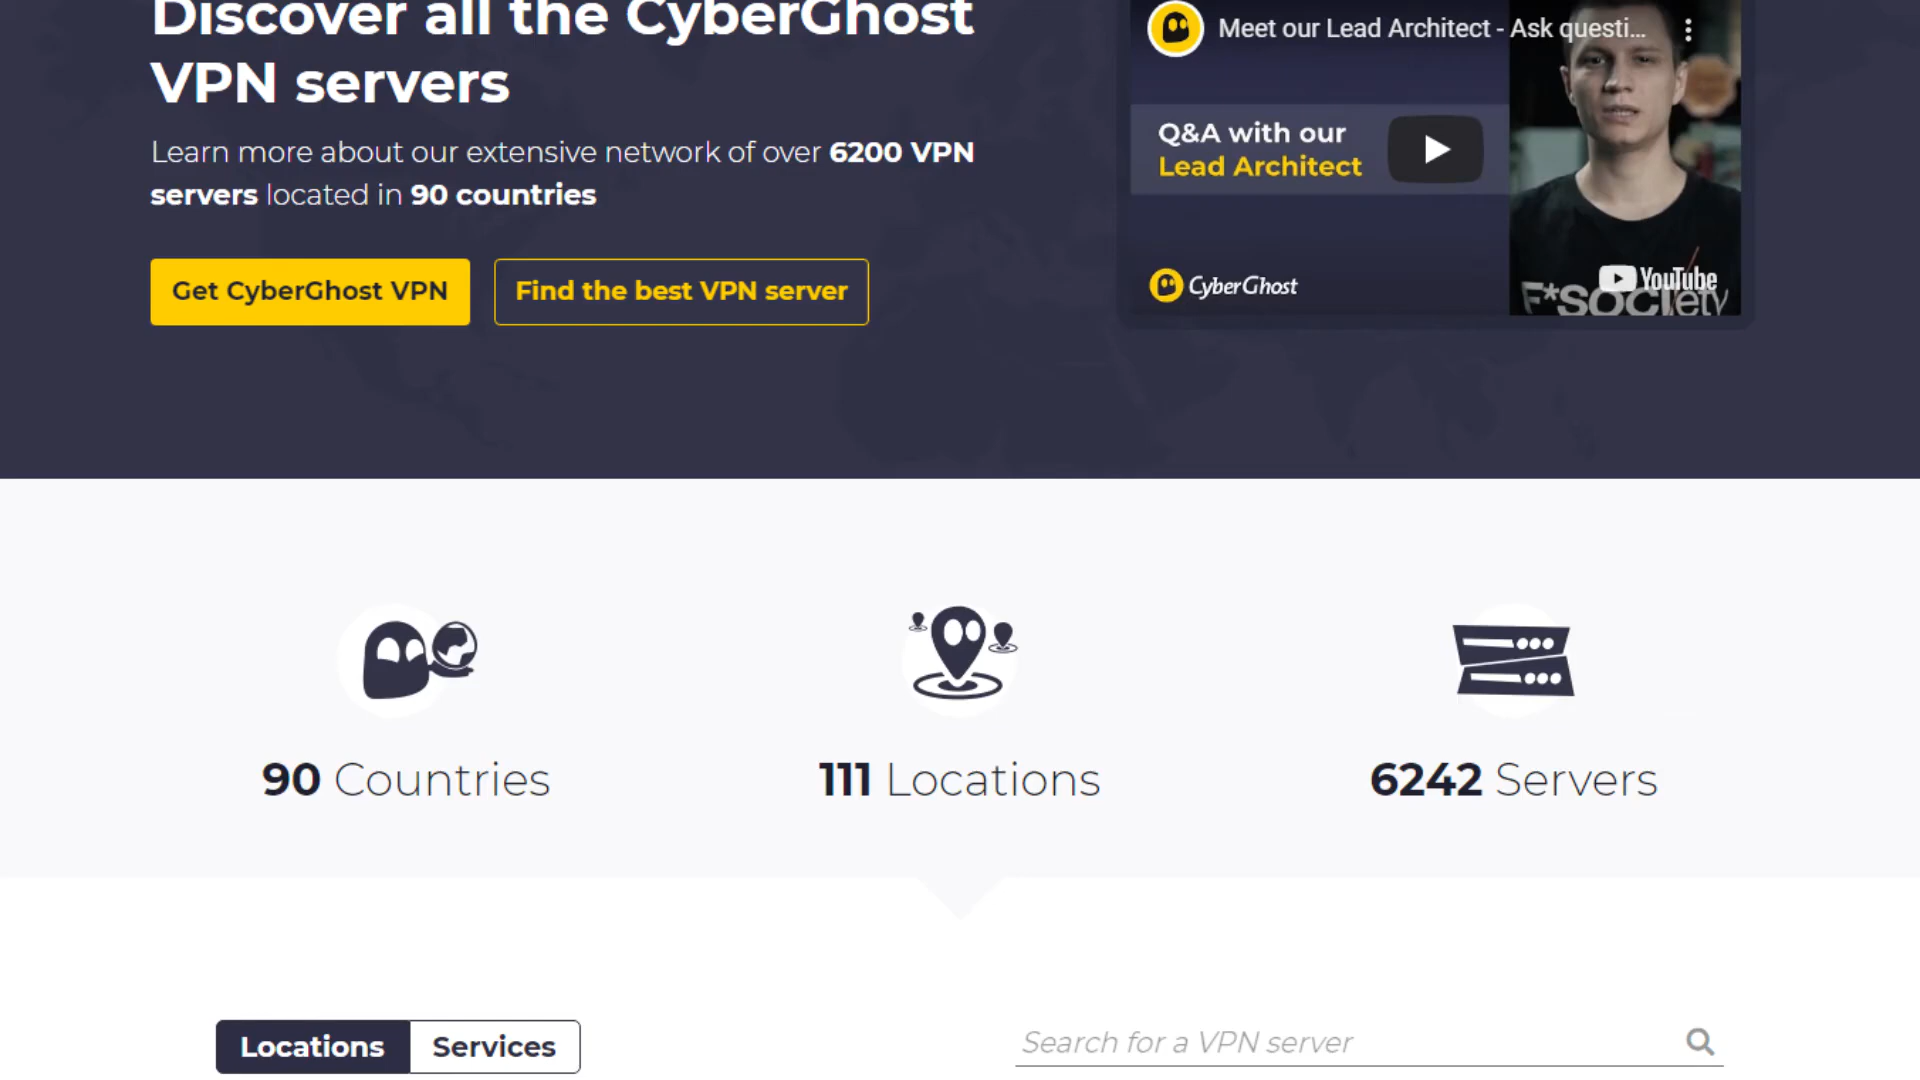 Discover all the CyberGhost
VPN servers
Learn more about our extensive network of over 6200 VPN
servers located in 90 countries
Get CyberGhost VPN
Find the best VPN server
Meet our Lead Architect - Ask questi...
Q&A with our
Lead Architect
CyberGhost
YouTube
F*SOCIety
90 Countries
111 Locations
6242 Servers
Locations
Services
Search for a VPN server